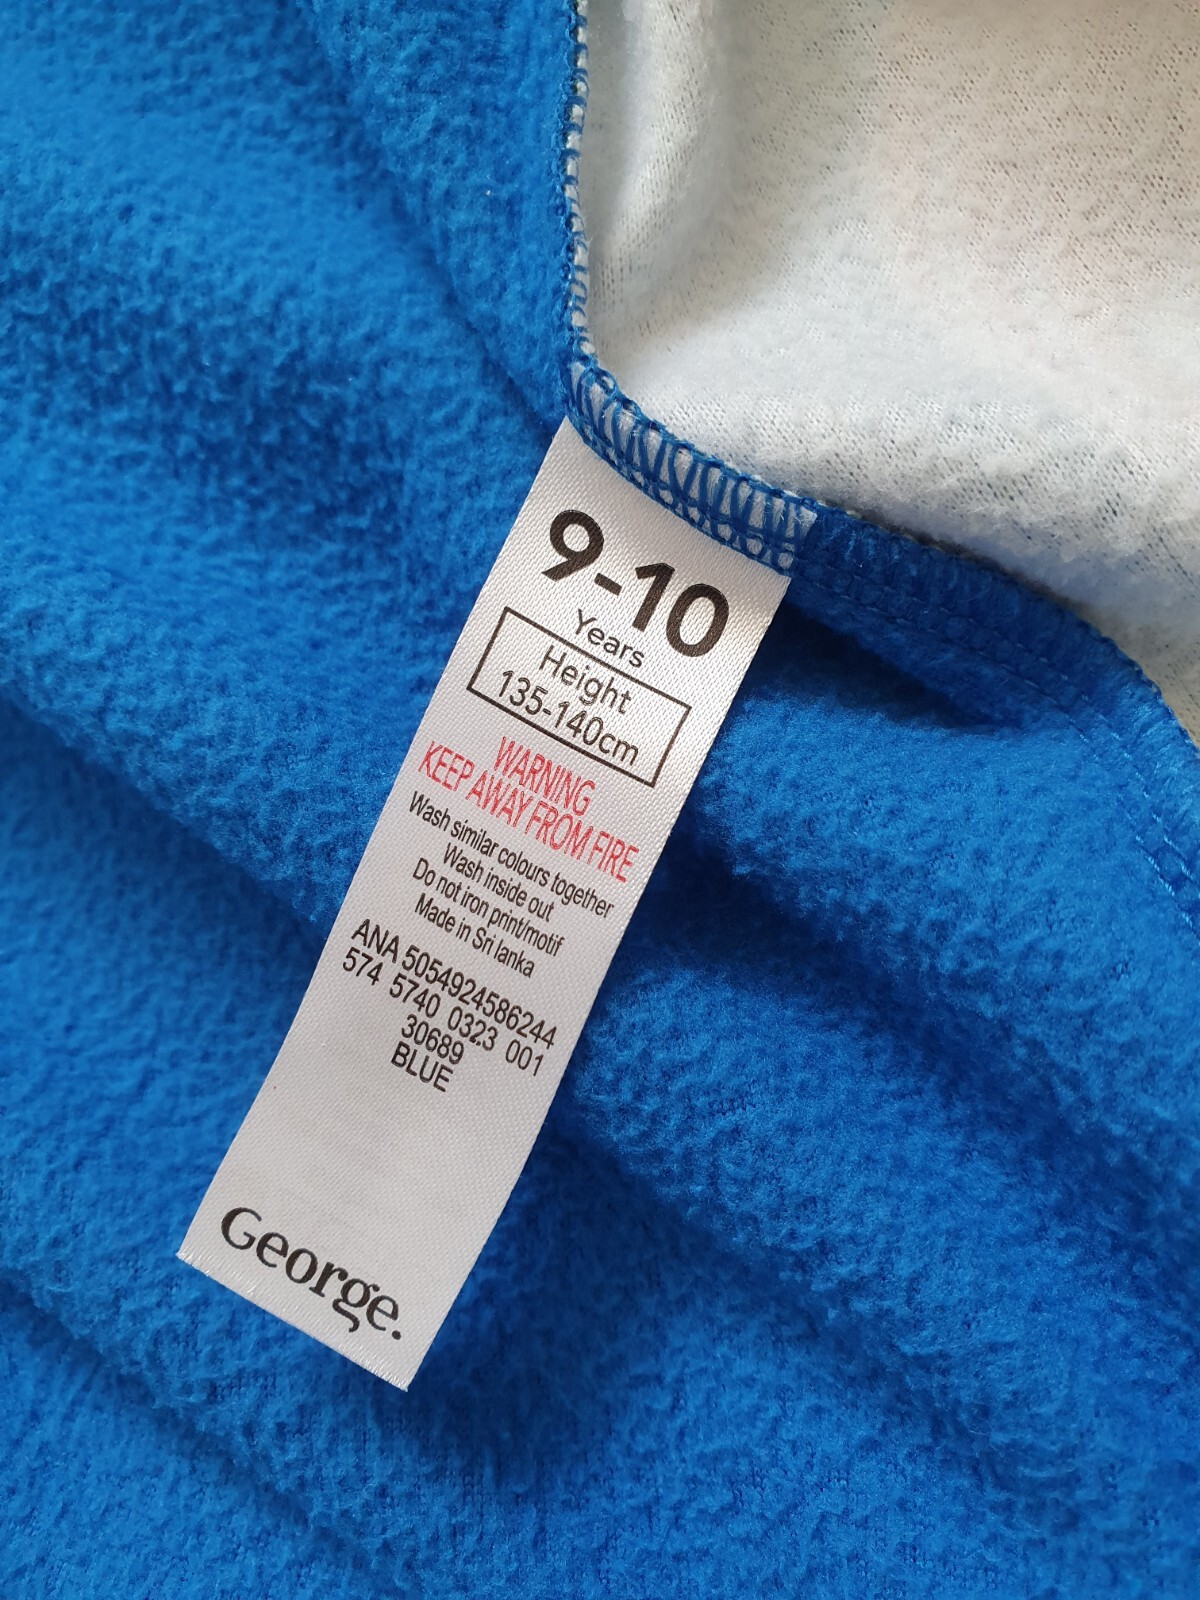 9-10
Years
Height
135-140cm
WARNING
KEEP AWAY FROM FIRE
Wash similar colours together
Wash inside out
Do not iron print/motif
Made in Sri lanka
ANA 5054924586244
574 5740 0323 001
30689
BLUE
George.